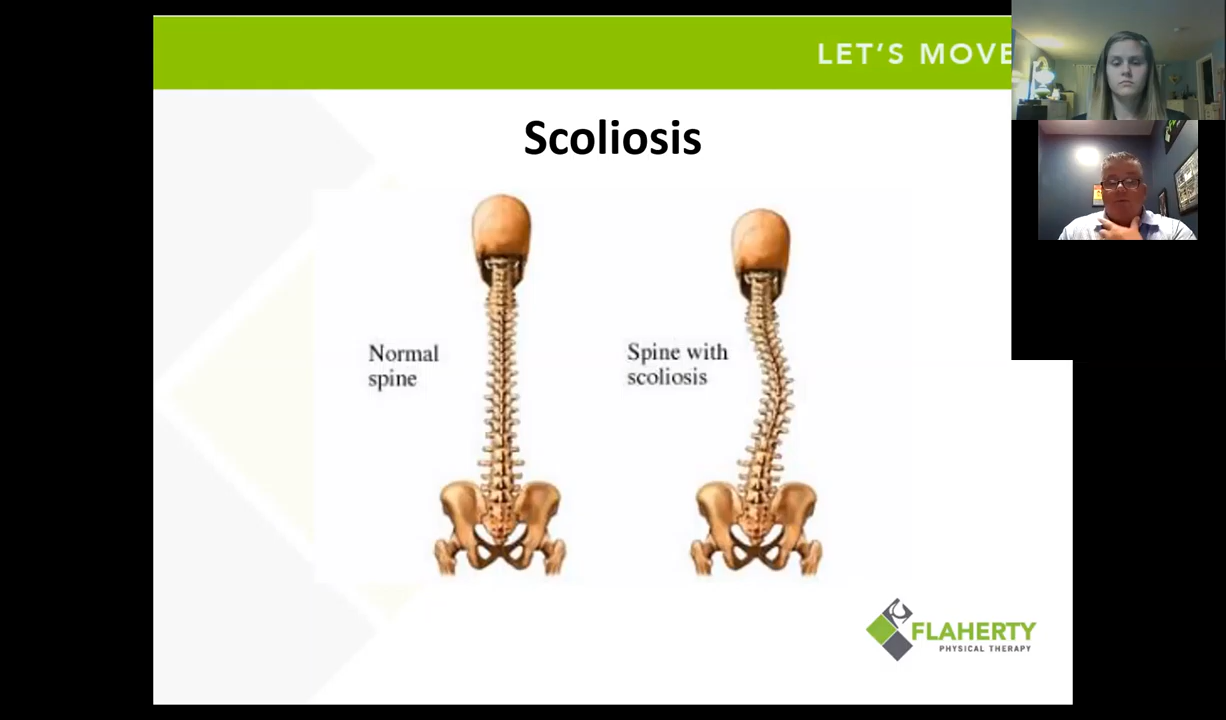 LET'S MOVE
Scoliosis
Normal
spine
Spine with
scoliosis
FLAHERTY
PHYSICAL THERAPY